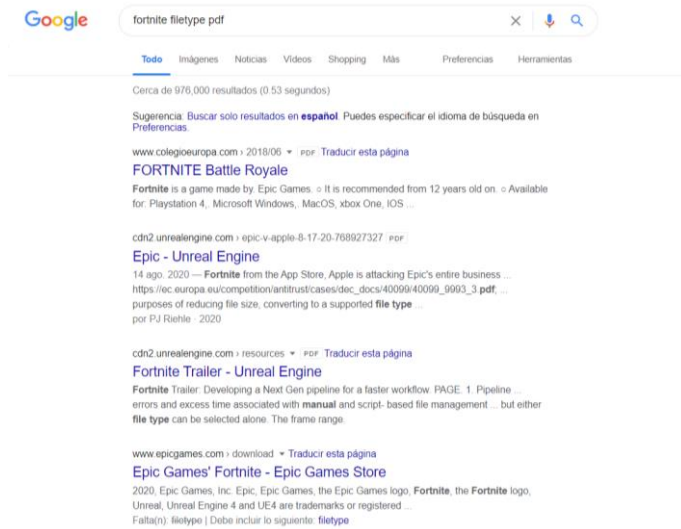 Google
fortnite filetype pdf
Todo Imágenes Noticias Vídeos Shopping Más Preferencias Herramientas
Cerca de 976,000 resultados (0.53 segundos)
Sugerencia: Buscar solo resultados en español. Puedes especificar el idioma de búsqueda en
Preferencias.
www.colegioeuropa.com › 2018/06 PDF Traducir esta página
FORTNITE Battle Royale
Fortnite is a game made by Epic Games. o It is recommended from 12 years old on. o Available
for: Playstation 4,. Microsoft Windows,. MacOS, xbox One, IOS ...
cdn2.unrealengine.com › epic-v-apple-8-17-20-768927327 PDF
Epic - Unreal Engine
14 ago. 2020 — Fortnite from the App Store, Apple is attacking Epic's entire business ...
https://ec.europa.eu/competition/antitrust/cases/dec_docs/40099/40099_9993_3.pdf, ...
purposes of reducing file size, converting to a supported file type ...
por PJ Riehle · 2020
cdn2.unrealengine.com › resources PDF Traducir esta página
Fortnite Trailer - Unreal Engine
Fortnite Trailer: Developing a Next Gen pipeline for a faster workflow. PAGE. 1. Pipeline ...
errors and excess time associated with manual and script- based file management ... but either
file type can be selected alone. The frame range.
www.epicgames.com › download Traducir esta página
Epic Games' Fortnite - Epic Games Store
2020, Epic Games, Inc. Epic, Epic Games, the Epic Games logo, Fortnite, the Fortnite logo,
Unreal, Unreal Engine 4 and UE4 are trademarks or registered ...
Falta(n): filetype | Debe incluir lo siguiente: filetype